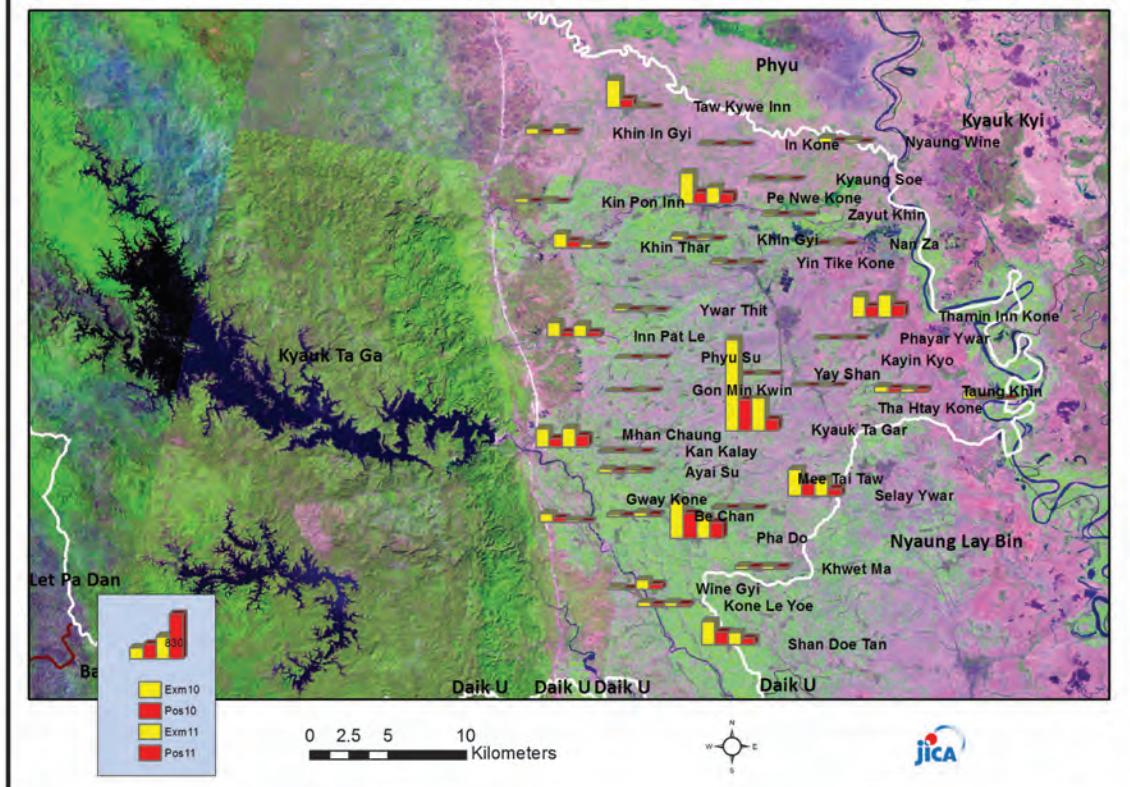 Phyu
Taw Kywe Inn
Kyauk Kyi
Khin In Gyi
In Kone
Nyaung Wine
Kyaung Soe
Kin Pon Inn
Pe Nwe Kone
Zayut Khin
Khin Thar
Khin Gyi
Nan Za
Yin Tike Kone
Ywar Thit
Thamin Inn Kone
Inn Pat Le
Phayar Ywar
Kyauk Ta Ga
Phyu Su
Kayin Kyo
Yay Shan
Gon Min Kwin
Taung Khin
Tha Htay Kone
Mhan Chaung
Kyauk Ta Gar
Kan Kalay
Ayai Su
Mee Tai Taw
Selay Ywar
Gway Kone
Be Chan
Pha Do
Nyaung Lay Bin
Khwet Ma
Let Pa Dan
Wine Gyi
Kone Le Yoe
Shan Doe Tan
830
Ba
Daik U Daik U Daik U Daik U
Exm10
Pos10
Exm11
Pos11
0 2.5 5 10
Kilometers
N
W E
S
JICA